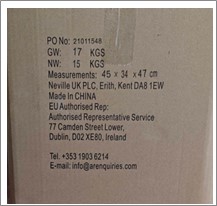 PO No: 21011548
GW: 17 KGS
NW: 15 KGS
Measurements: 45 x 34 x 47 cm
Neville UK PLC, Erith, Kent DA8 1EW
Made In CHINA
EU Authorised Rep:
Authorised Representative Service
77 Camden Street Lower,
Dublin, D02 XE80, Ireland
Tel: +353 1903 6214
E-mail: info@arenquiries.com